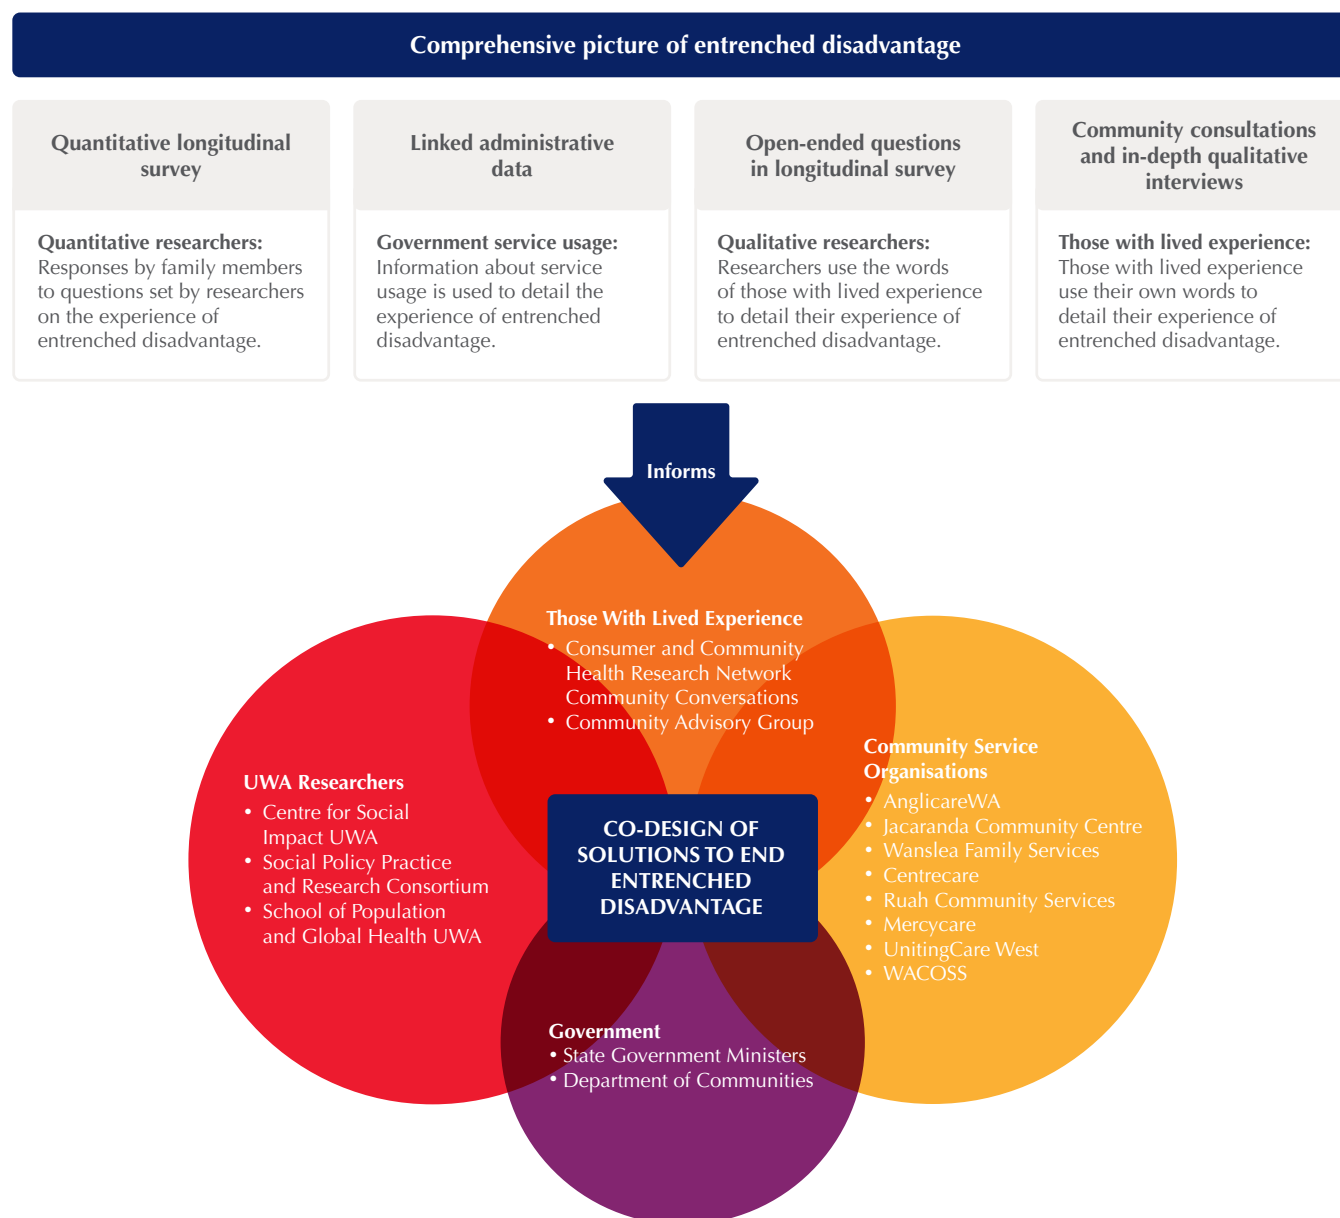 Comprehensive picture of entrenched disadvantage
Quantitative longitudinal
survey
Quantitative researchers:
Responses by family members
to questions set by researchers
on the experience of
entrenched disadvantage.
Linked administrative
data
Government service usage:
Information about service
usage is used to detail the
experience of entrenched
disadvantage.
Open-ended questions
in longitudinal survey
Qualitative researchers:
Researchers use the words
of those with lived experience
to detail their experience of
entrenched disadvantage.
Community consultations
and in-depth qualitative
interviews
Those with lived experience:
Those with lived experience
use their own words to
detail their experience of
entrenched disadvantage.
Informs
Those With Lived Experience
• Consumer and Community
Health Research Network
Community Conversations
• Community Advisory Group
UWA Researchers
• Centre for Social
Impact UWA
• Social Policy Practice
and Research Consortium
• School of Population
and Global Health UWA
CO-DESIGN OF
SOLUTIONS TO END
ENTRENCHED
DISADVANTAGE
Community Service
Organisations
• AnglicareWA
• Jacaranda Community Centre
• Wanslea Family Services
• Centrecare
• Ruah Community Services
• Mercycare
• UnitingCare West
• WACOSS
Government
• State Government Ministers
• Department of Communities